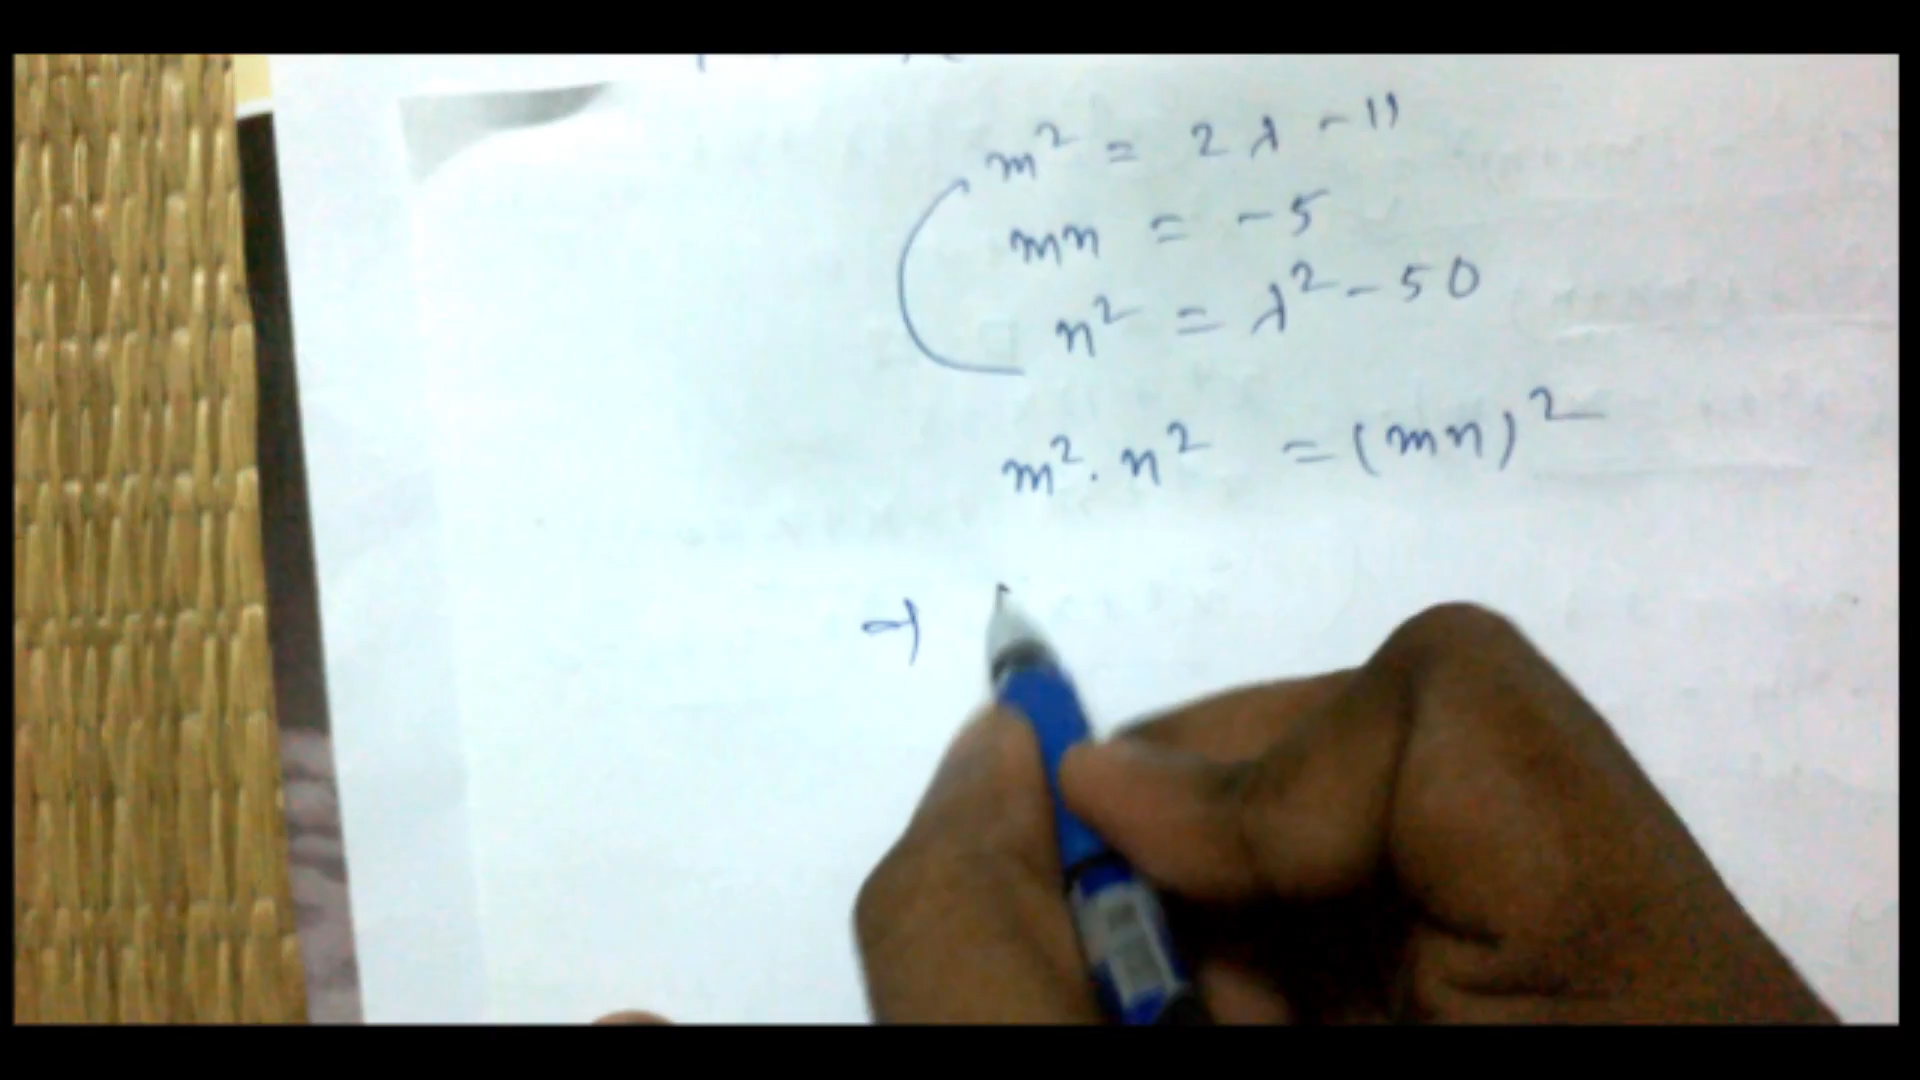 m² = 2λ - 11
mn = -5
n² = λ² - 50
m² . n² = (mn)²